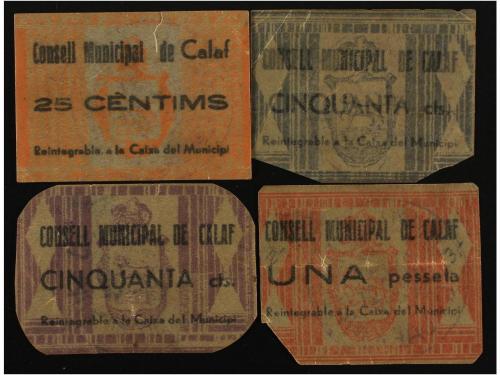 Consell Municipal de Calaf
25 CÈNTIMS
Reintegrable a la Caixa del Municipi
CONSELL MUNICIPAL DE CALAF
CINQUANTA cts.
Reintegrable a la Caixa del Municipi
CONSELL MUNICIPAL DE CALAF
CINQUANTA cts.
Reintegrable a la Caixa del Municipi
CONSELL MUNICIPAL DE CALAF
UNA pesseta
Reintegrable a la Caixa del Municipi